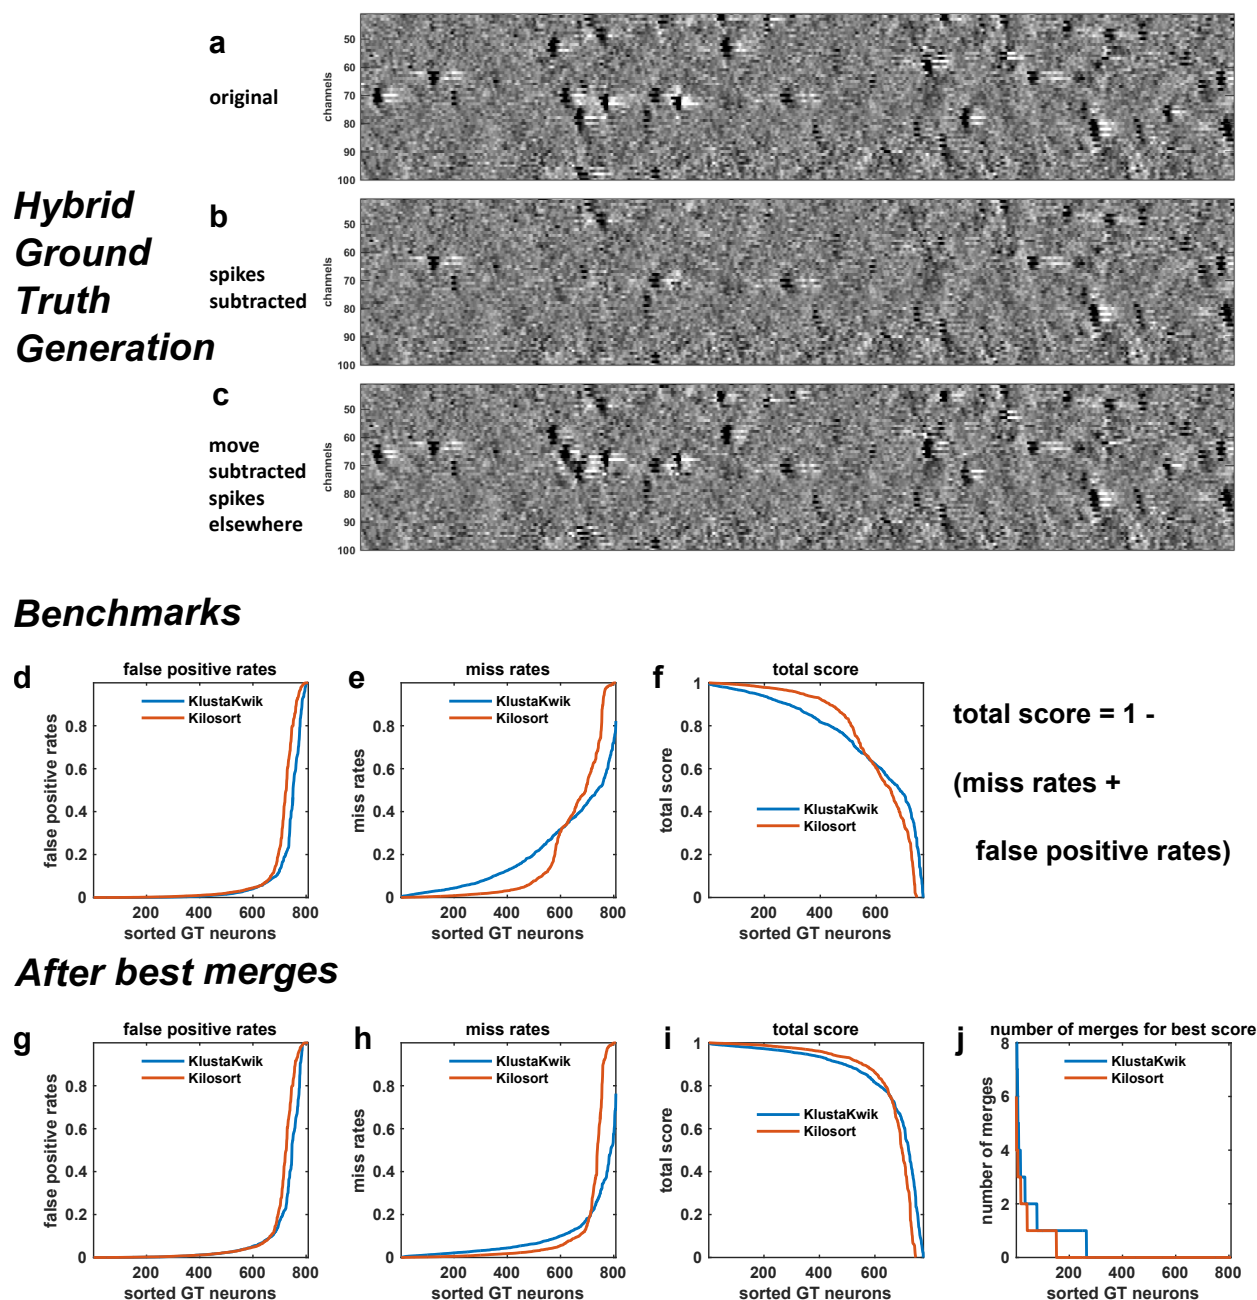 Hybrid
Ground
Truth
Generation
a
original
channels
50
60
70
80
90
100
b
spikes
subtracted
channels
50
60
70
80
90
100
c
move
subtracted
spikes
elsewhere
channels
50
60
70
80
90
100
Benchmarks
d
false positive rates
KlustaKwik
Kilosort
false positive rates
0.8
0.6
0.4
0.2
0
200 400 600 800
sorted GT neurons
e
miss rates
KlustaKwik
Kilosort
miss rates
0.8
0.6
0.4
0.2
0
200 400 600 800
sorted GT neurons
f
total score
KlustaKwik
Kilosort
total score
1
0.8
0.6
0.4
0.2
0
200 400 600
sorted GT neurons
total score = 1 -
(miss rates +
false positive rates)
After best merges
g
false positive rates
KlustaKwik
Kilosort
false positive rates
0.8
0.6
0.4
0.2
0
200 400 600 800
sorted GT neurons
h
miss rates
KlustaKwik
Kilosort
miss rates
0.8
0.6
0.4
0.2
0
200 400 600 800
sorted GT neurons
i
total score
KlustaKwik
Kilosort
total score
1
0.8
0.6
0.4
0.2
0
200 400 600
sorted GT neurons
j
number of merges for best score
KlustaKwik
Kilosort
number of merges
8
6
4
2
0
200 400 600 800
sorted GT neurons